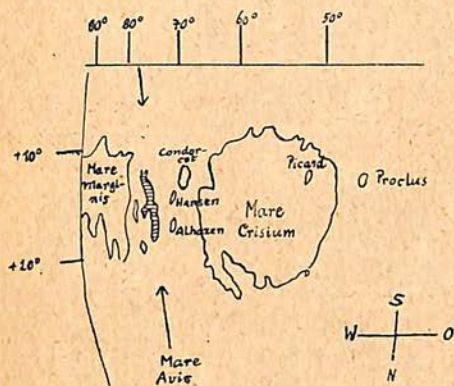 90° 80° 70° 60° 50°
+10°
Mare
Margi-
nis
Condor-
cet
Hansen
Alhazen
Picard
Mare
Crisium
Proclus
+20°
Mare
Avis
S
W O
N